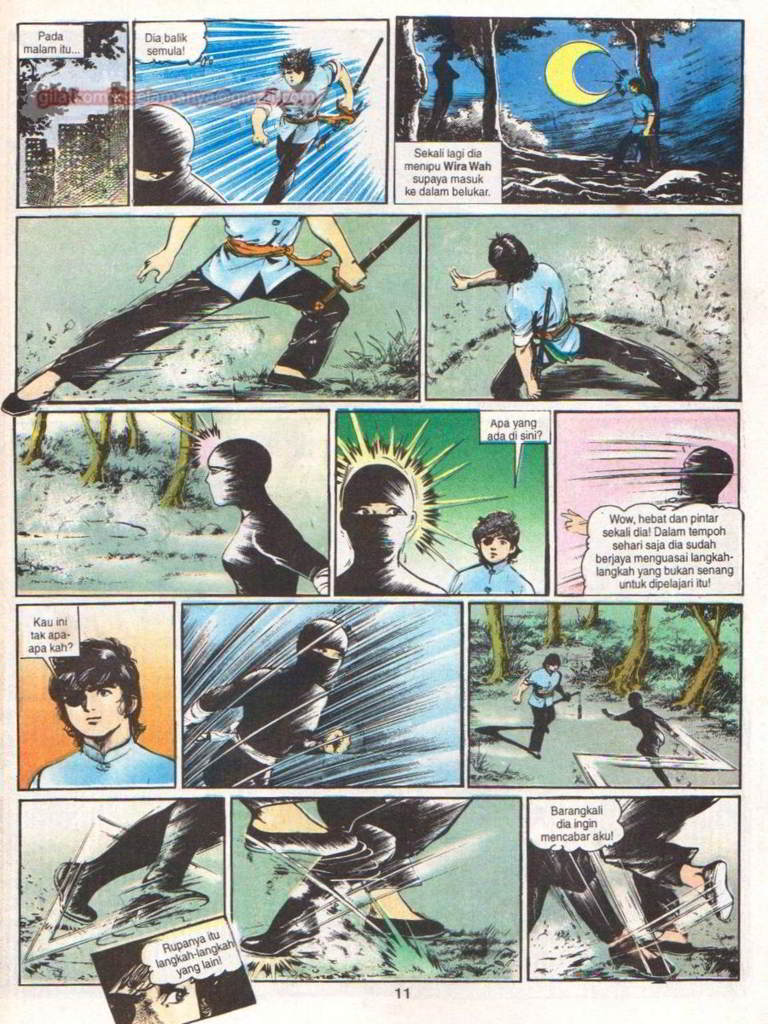 Pada
malam itu...
Dia balik
semula!
Sekali lagi dia
menipu Wira Wah
supaya masuk
ke dalam belukar.
Apa yang
ada di sini?
Wow, hebat dan pintar
sekali dia! Dalam tempoh
sehari saja dia sudah
berjaya menguasai langkah-
langkah yang bukan senang
untuk dipelajari itu!
Kau ini
tak apa-
apa kah?
Rupanya itu
langkah-langkah
yang lain!
Barangkali
dia ingin
mencabar aku!
11